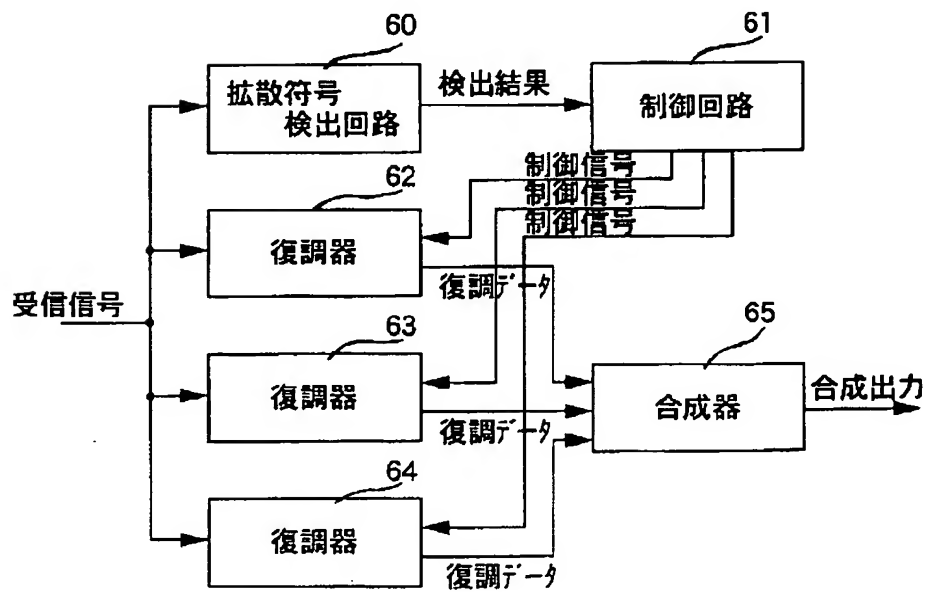 60
拡散符号
検出回路
検出結果
61
制御回路
制御信号
制御信号
制御信号
62
復調器
復調データ
受信信号
63
復調器
復調データ
65
合成器
合成出力
64
復調器
復調データ